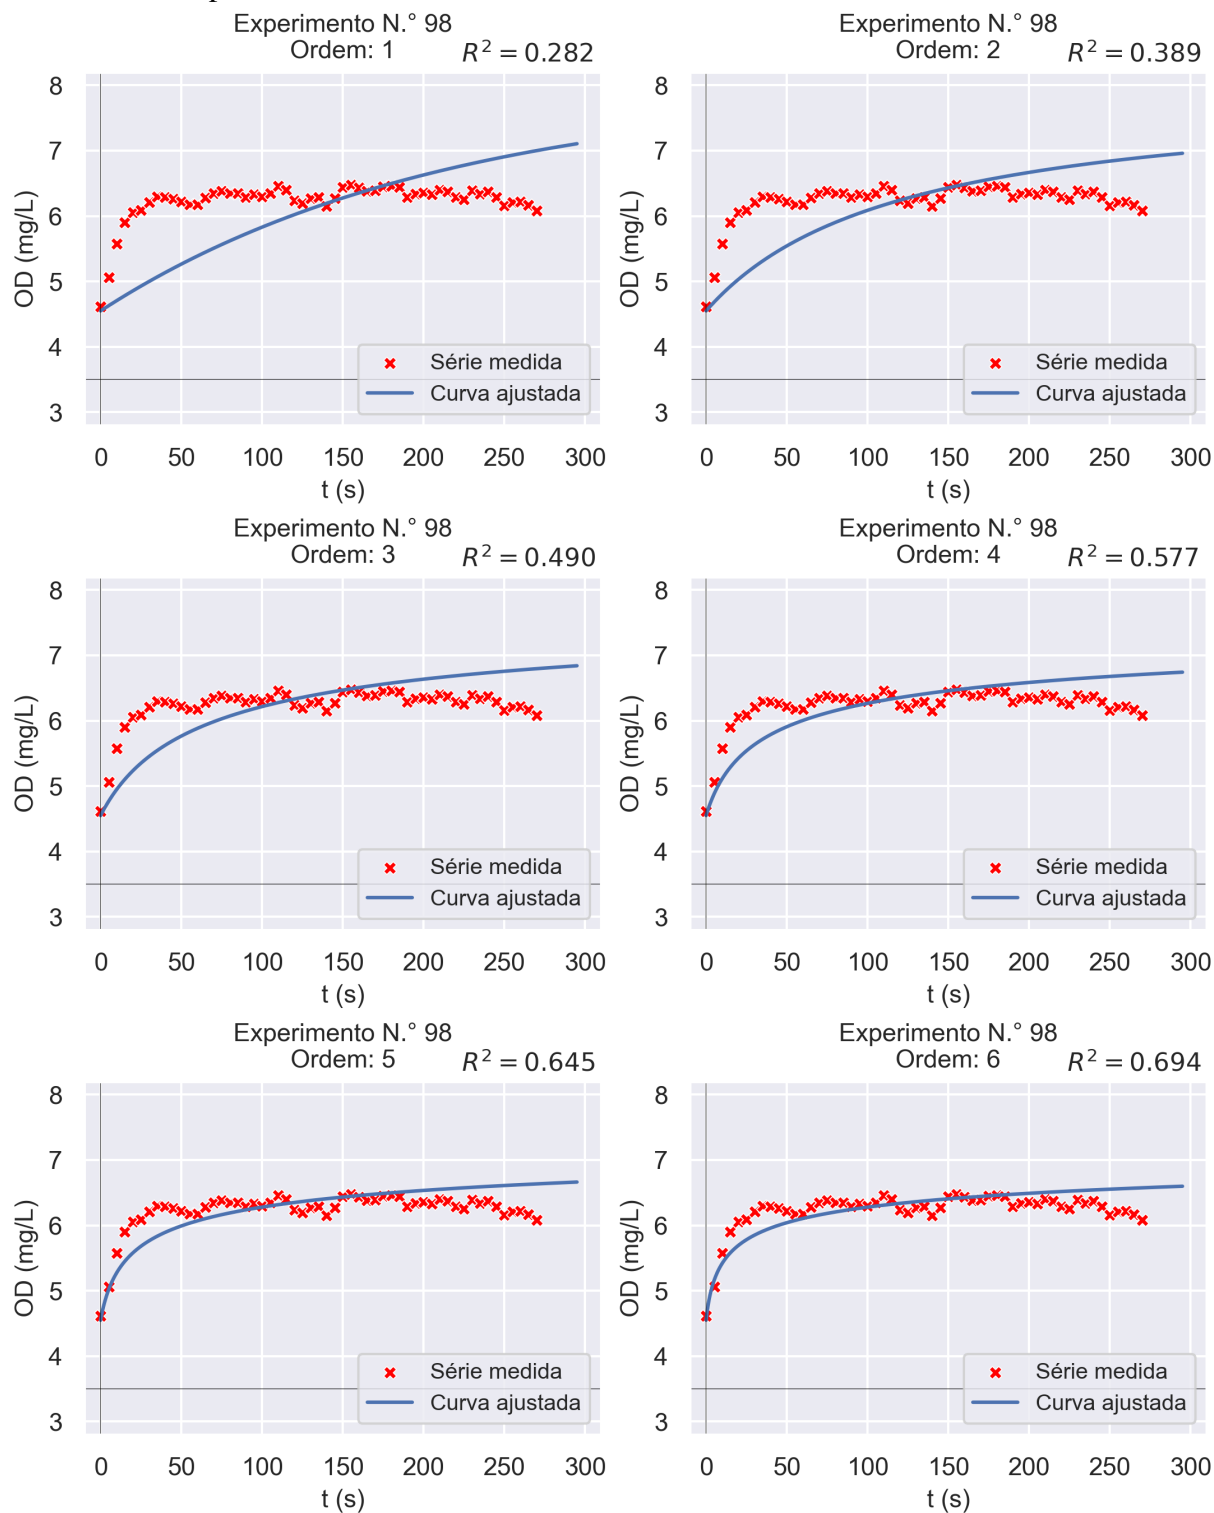 Experimento N.° 98
Ordem: 1 R² = 0.282
8
7
6
5
4
3
OD (mg/L)
Série medida
Curva ajustada
0 50 100 150 200 250 300
t (s)
Experimento N.° 98
Ordem: 2 R² = 0.389
8
7
6
5
4
3
OD (mg/L)
Série medida
Curva ajustada
0 50 100 150 200 250 300
t (s)
Experimento N.° 98
Ordem: 3 R² = 0.490
8
7
6
5
4
3
OD (mg/L)
Série medida
Curva ajustada
0 50 100 150 200 250 300
t (s)
Experimento N.° 98
Ordem: 4 R² = 0.577
8
7
6
5
4
3
OD (mg/L)
Série medida
Curva ajustada
0 50 100 150 200 250 300
t (s)
Experimento N.° 98
Ordem: 5 R² = 0.645
8
7
6
5
4
3
OD (mg/L)
Série medida
Curva ajustada
0 50 100 150 200 250 300
t (s)
Experimento N.° 98
Ordem: 6 R² = 0.694
8
7
6
5
4
3
OD (mg/L)
Série medida
Curva ajustada
0 50 100 150 200 250 300
t (s)